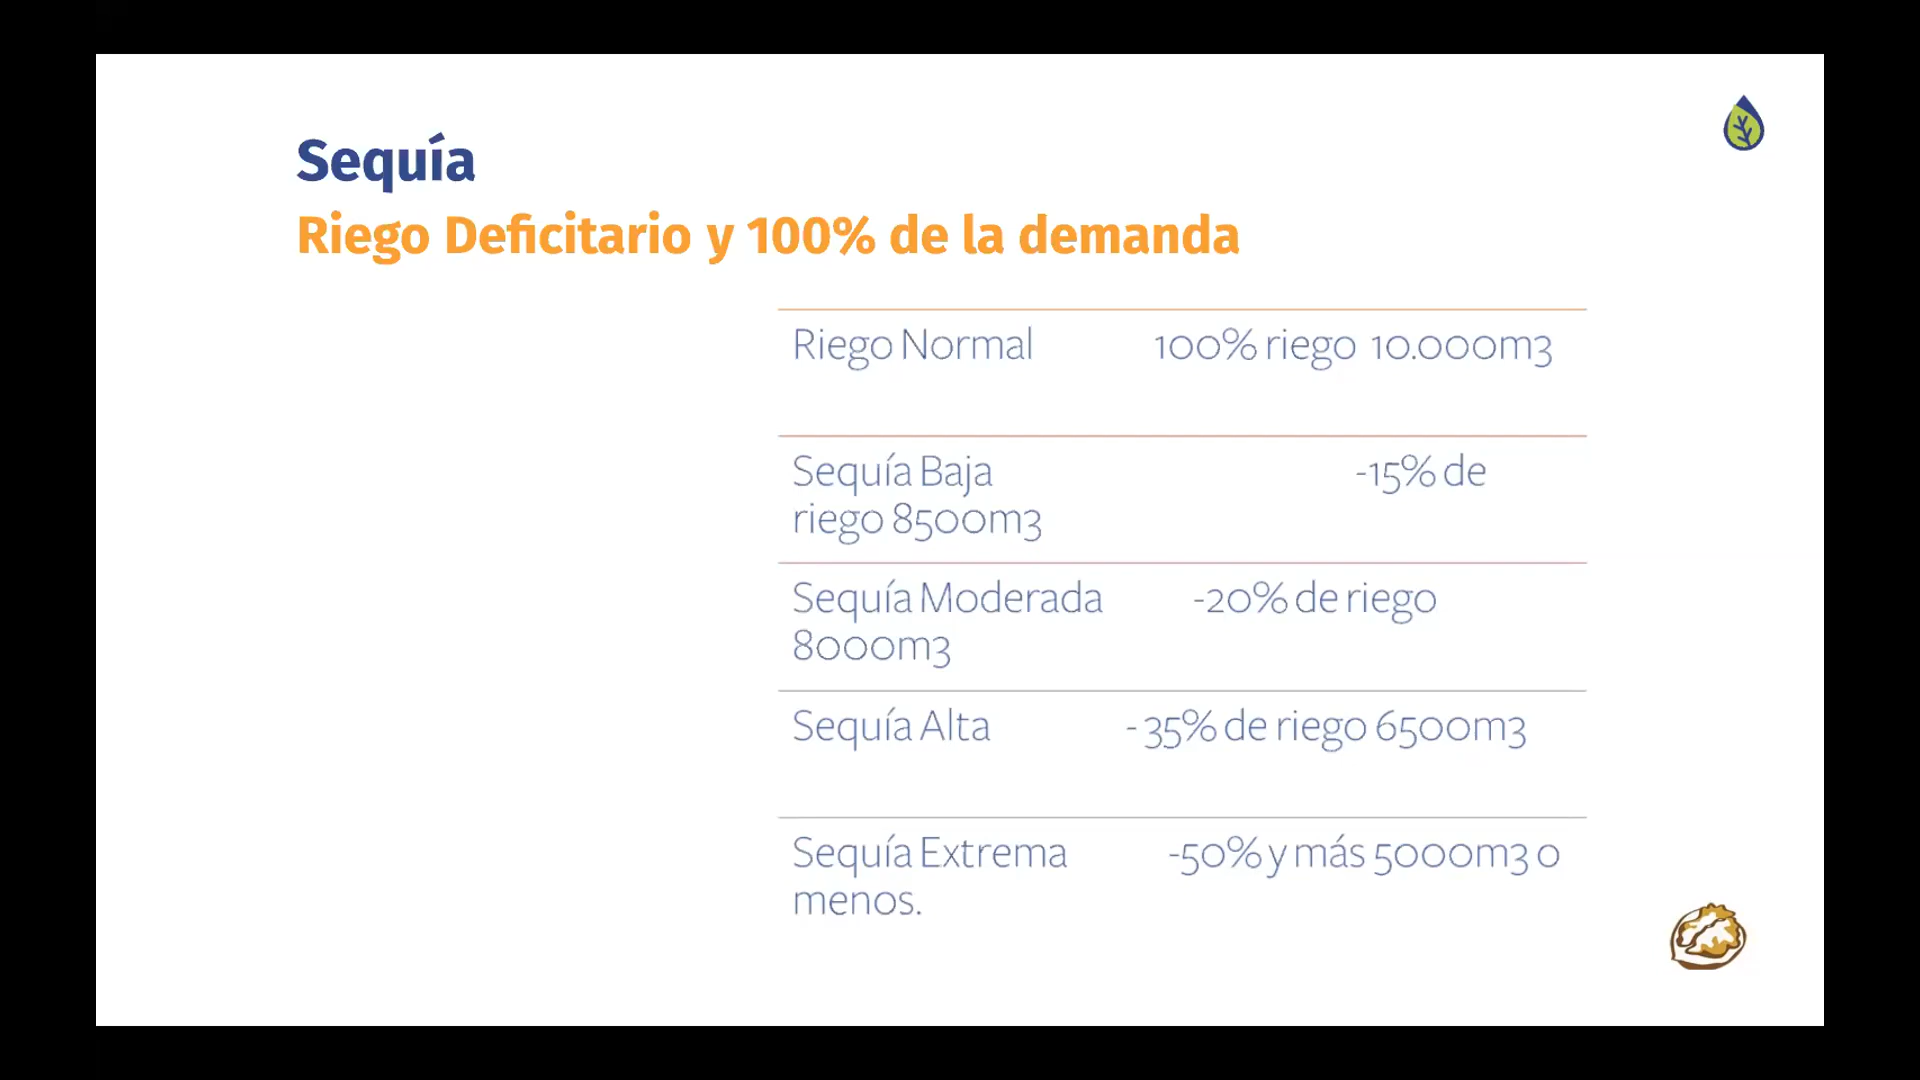 Sequía
Riego Deficitario y 100% de la demanda
Riego Normal 100% riego 10.000m3
Sequía Baja -15% de
riego 8500m3
Sequía Moderada -20% de riego
8000m3
Sequía Alta - 35% de riego 6500m3
Sequía Extrema -50% y más 5000m3 o
menos.